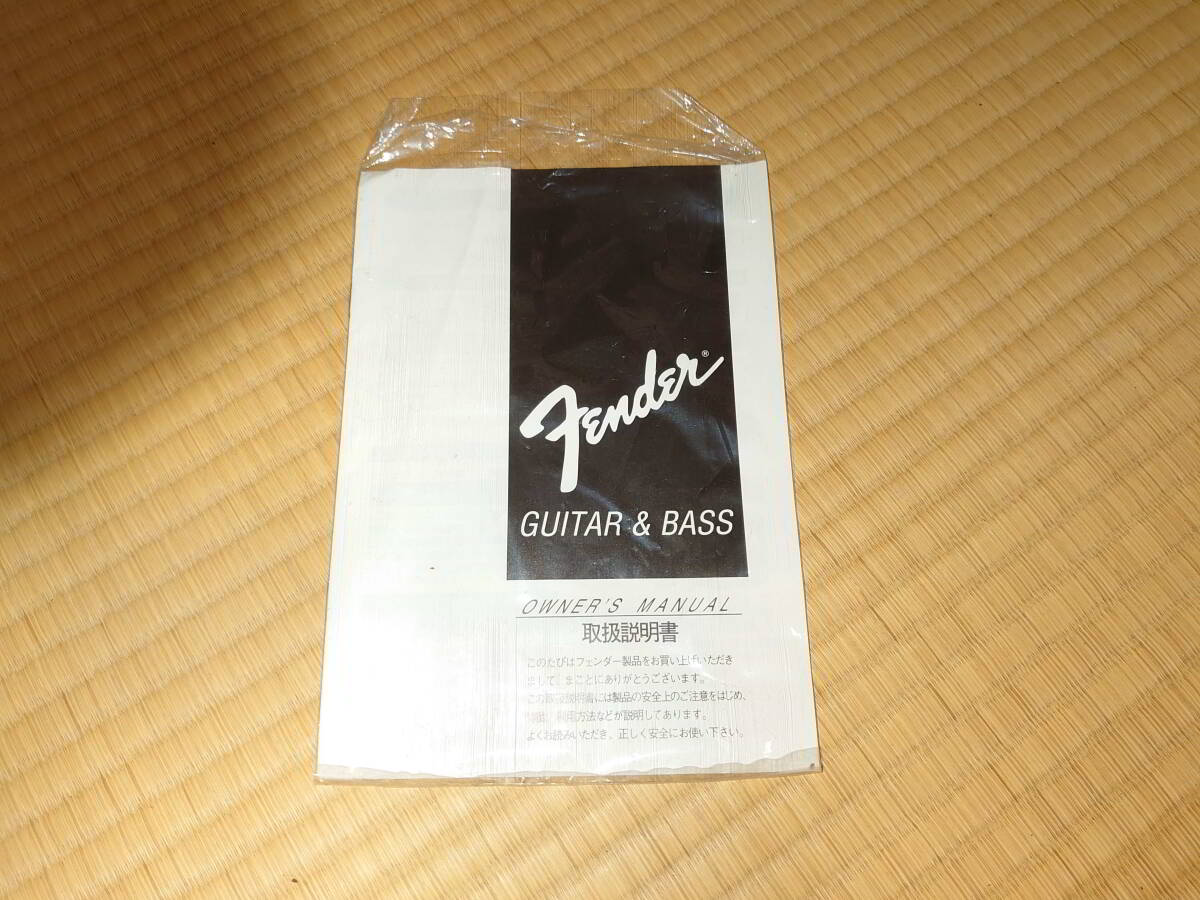 Fender®
GUITAR & BASS
OWNER'S MANUAL
取扱説明書
このたびはフェンダー製品をお買い上げいただき
まして、まことにありがとうございます。
この取扱説明書には製品の安全上のご注意をはじめ、
利用方法などが説明してあります。
よくお読みいただき、正しく安全にお使い下さい。